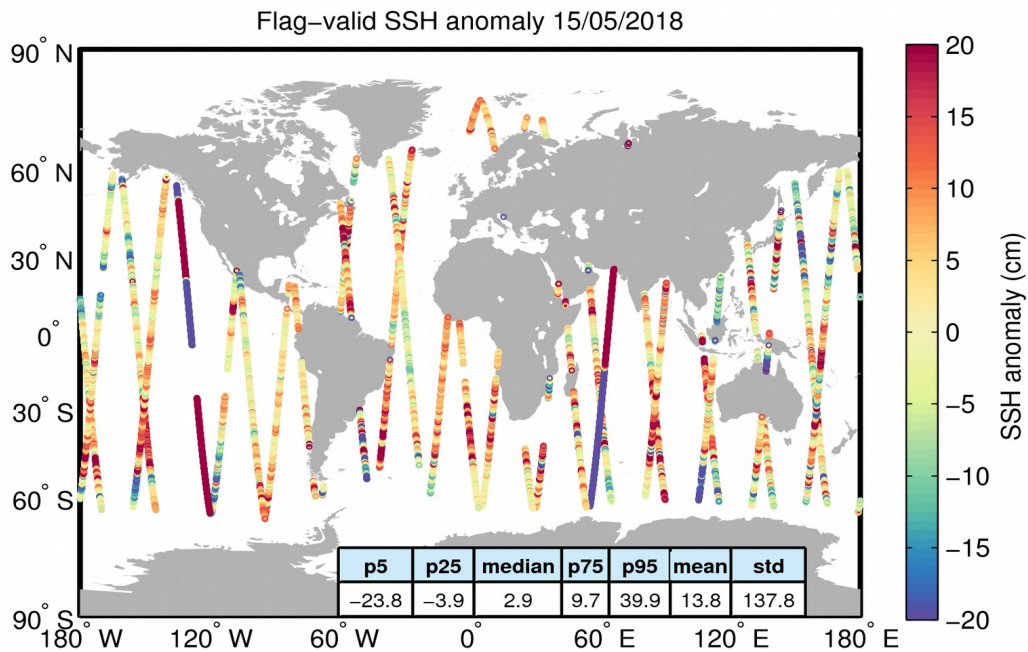 Flag−valid SSH anomaly 15/05/2018
90° N
60° N
30° N
0°
30° S
60° S
90° S
180° W
120° W
60° W
0°
60° E
120° E
180° E
p5 p25 median p75 p95 mean std
−23.8 −3.9 2.9 9.7 39.9 13.8 137.8
20
15
10
5
0
−5
−10
−15
−20
SSH anomaly (cm)